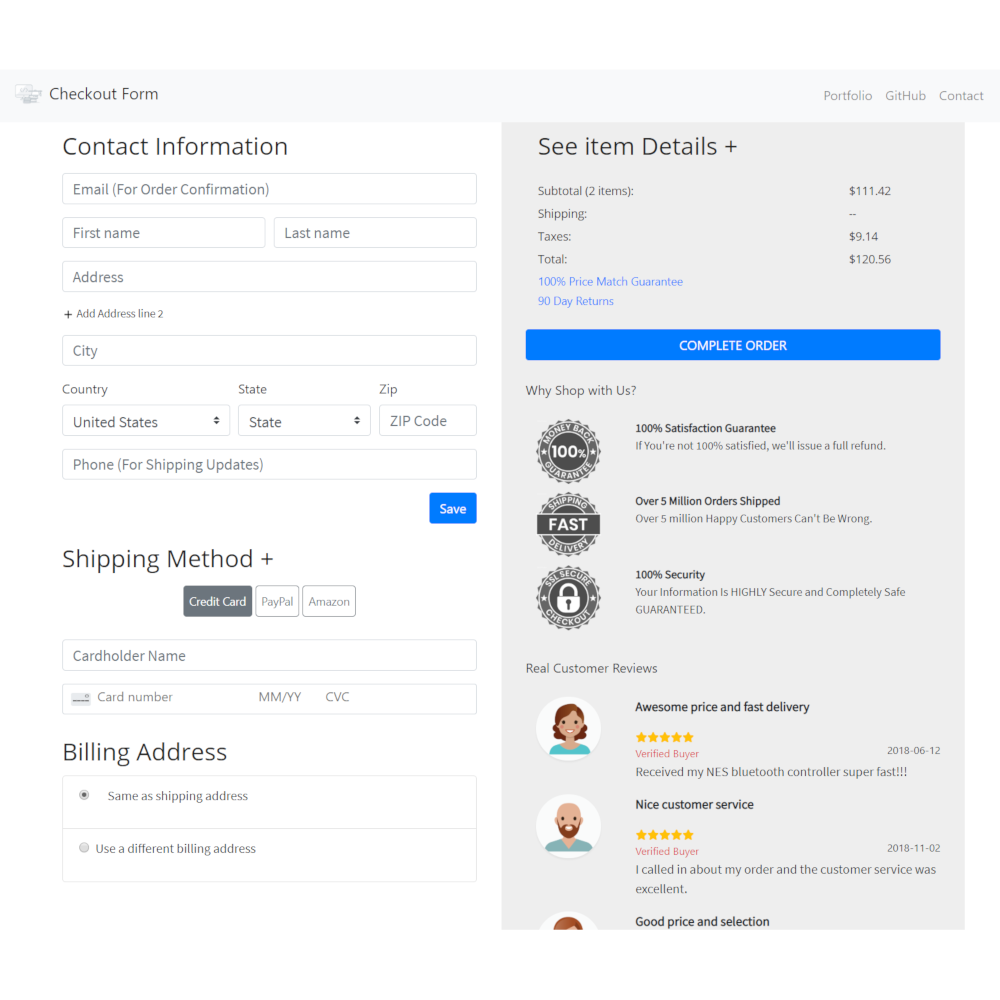 Checkout Form
Portfolio GitHub Contact
Contact Information
Email (For Order Confirmation)
First name Last name
Address
+ Add Address line 2
City
Country State Zip
United States State ZIP Code
Phone (For Shipping Updates)
Save
Shipping Method +
Credit Card PayPal Amazon
Cardholder Name
Card number MM/YY CVC
Billing Address
Same as shipping address
Use a different billing address
See item Details +
Subtotal (2 items): $111.42
Shipping: --
Taxes: $9.14
Total: $120.56
100% Price Match Guarantee
90 Day Returns
COMPLETE ORDER
Why Shop with Us?
MONEY BACK
100%
GUARANTEE
100% Satisfaction Guarantee
If You're not 100% satisfied, we'll issue a full refund.
SHIPPING
FAST
DELIVERY
Over 5 Million Orders Shipped
Over 5 million Happy Customers Can't Be Wrong.
SSL SECURE
CHECKOUT
100% Security
Your Information Is HIGHLY Secure and Completely Safe
GUARANTEED.
Real Customer Reviews
Awesome price and fast delivery
Verified Buyer 2018-06-12
Received my NES bluetooth controller super fast!!!
Nice customer service
Verified Buyer 2018-11-02
I called in about my order and the customer service was
excellent.
Good price and selection